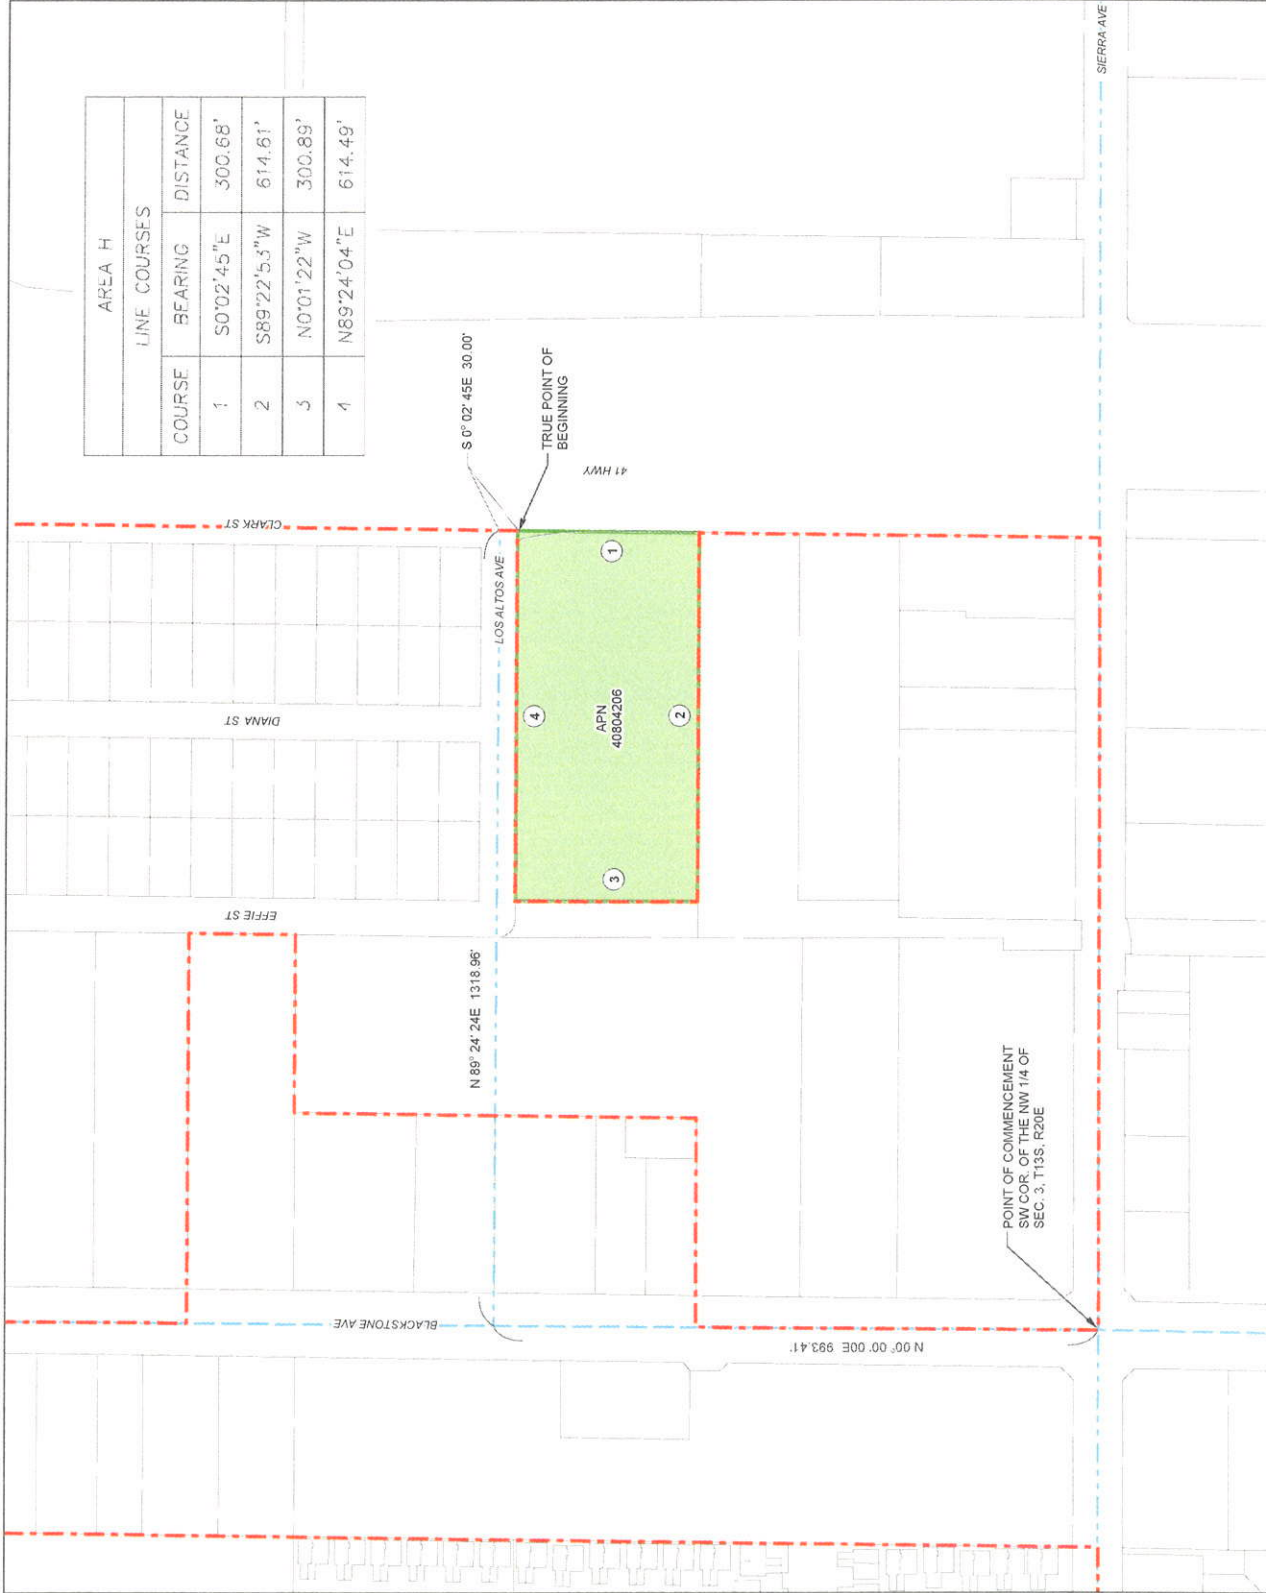 AREA H
LINE COURSES
COURSE BEARING DISTANCE
1 S0°02'45"E 300.68'
2 S89°22'53"W 614.61'
3 N0°01'22"W 300.89'
4 N89°24'04"E 614.49'
S 0° 02' 45E 30.00'
TRUE POINT OF
BEGINNING
41 HWY
CLARK ST
LOS ALTOS AVE
DIANA ST
EFFIE ST
1
2
3
4
APN
40804206
N 89° 24' 24E 1318.96'
BLACKSTONE AVE
N 00° 00' 00E 993.41'
POINT OF COMMENCEMENT
SW COR. OF THE NW 1/4 OF
SEC. 3, T13S, R20E
SIERRA AVE